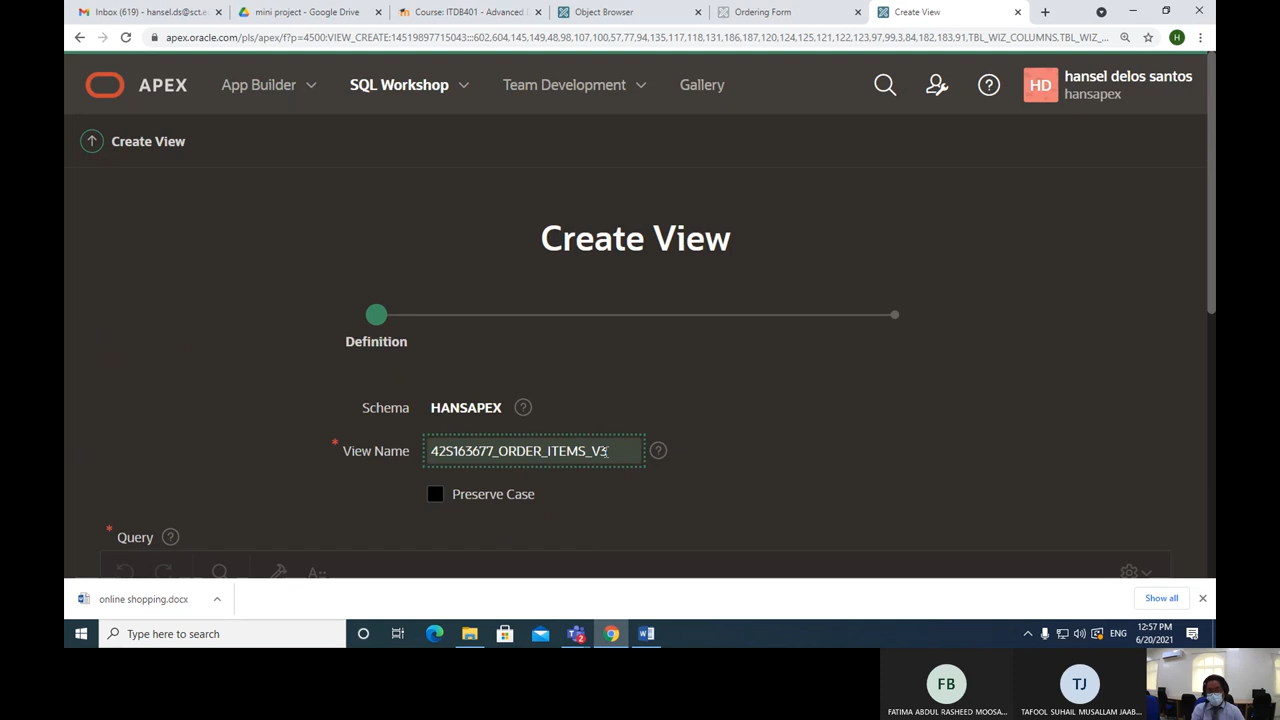 Inbox (619) - hansel.ds@sct.e
mini project - Google Drive
Course: ITDB401 - Advanced
Object Browser
Ordering Form
Create View
apex.oracle.com/pls/apex/f?p=4500:VIEW_CREATE:14519897715043:::602,604,145,149,48,98,107,100,57,77,94,135,117,118,131,186,187,120,124,125,121,122,123,97,99,3,84,182,183,91,TBL_WIZ_COLUMNS,TBL_WIZ_...
H
APEX
App Builder
SQL Workshop
Team Development
Gallery
HD
hansel delos santos
hansapex
Create View
Create View
Definition
Schema
HANSAPEX
* View Name
42S163677_ORDER_ITEMS_V3
Preserve Case
* Query
A::
online shopping.docx
Show all
Type here to search
2
ENG
12:57 PM
6/20/2021
FB
FATIMA ABDUL RASHEED MOOSA...
TJ
TAFOOL SUHAIL MUSALLAM JAAB...